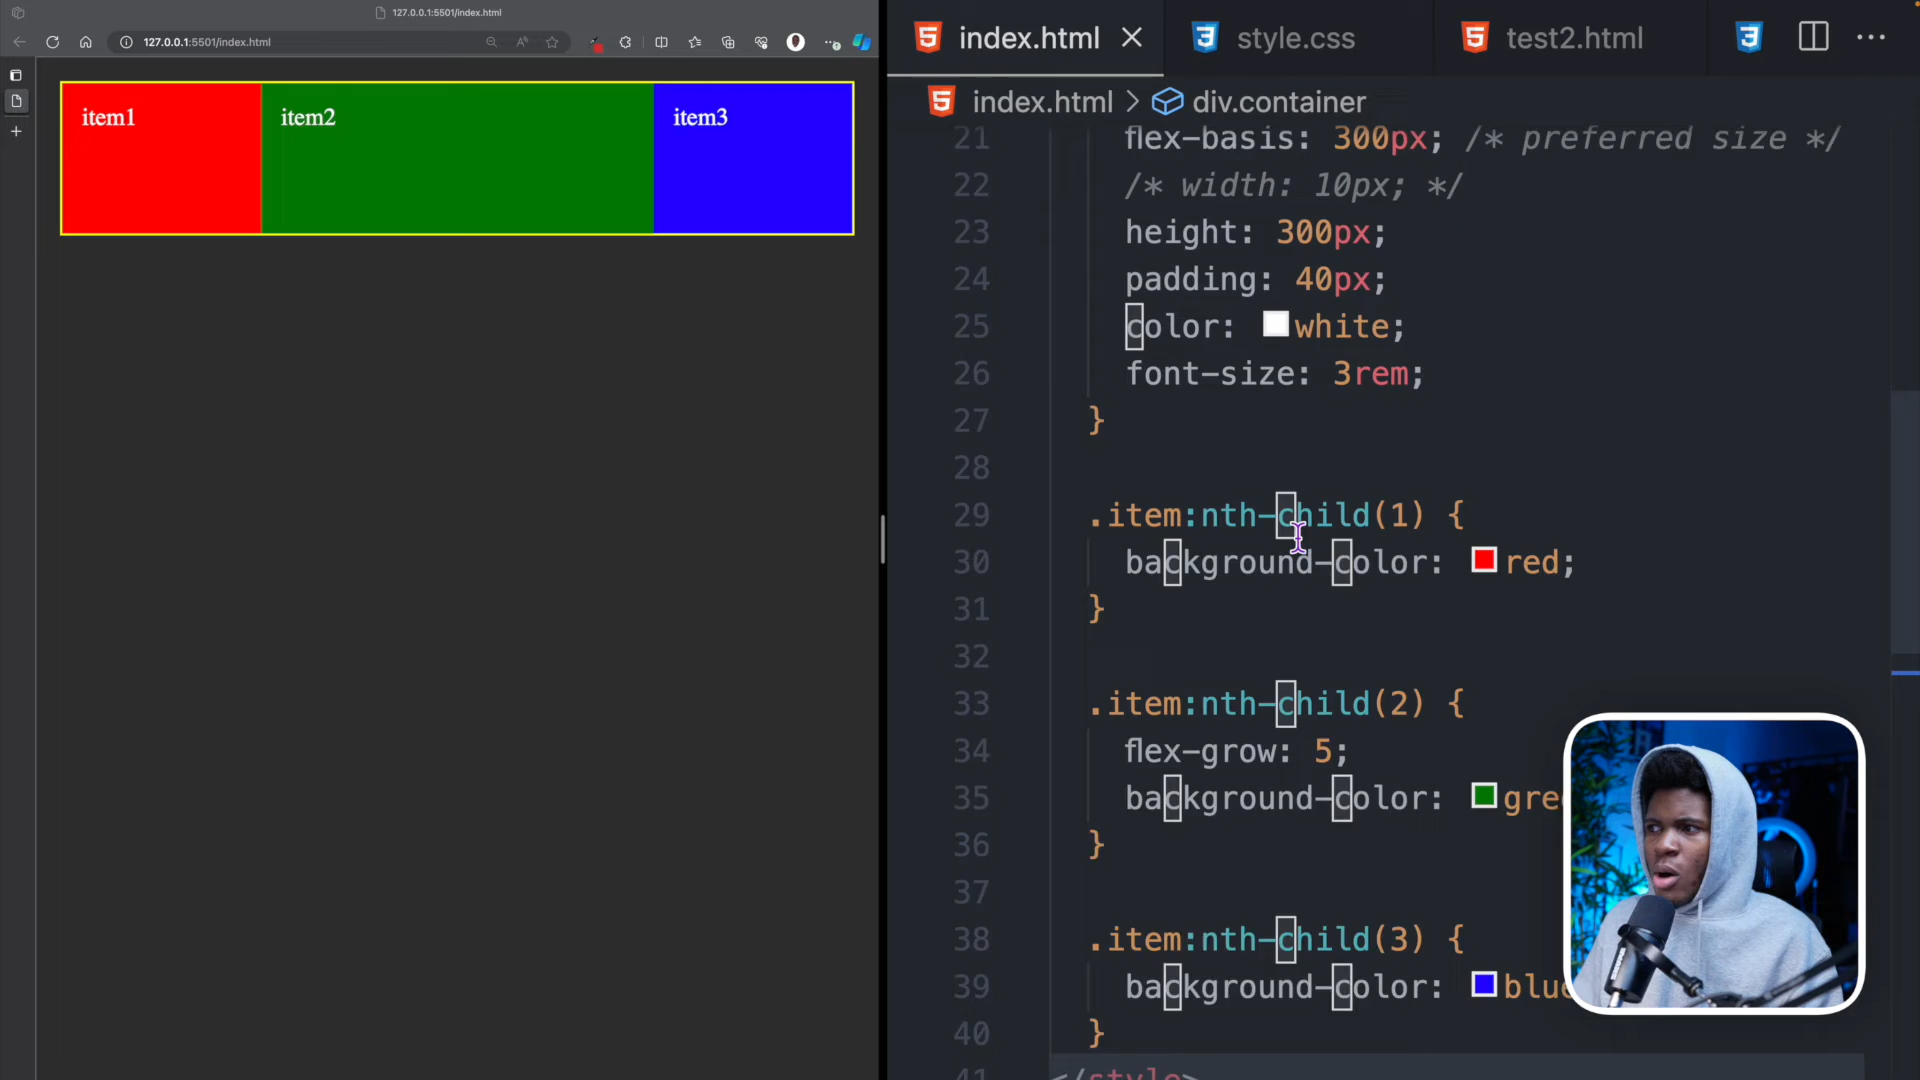 127.0.0.1:5501/index.html
127.0.0.1:5501/index.html
item1
item2
item3
index.html
style.css
test2.html
index.html > div.container
21 flex-basis: 300px; /* preferred size */
22 /* width: 10px; */
23 height: 300px;
24 padding: 40px;
25 color: white;
26 font-size: 3rem;
27 }
28
29 .item:nth-child(1) {
30 background-color: red;
31 }
32
33 .item:nth-child(2) {
34 flex-grow: 5;
35 background-color: gree
36 }
37
38 .item:nth-child(3) {
39 background-color: blue
40 }
41 </style>